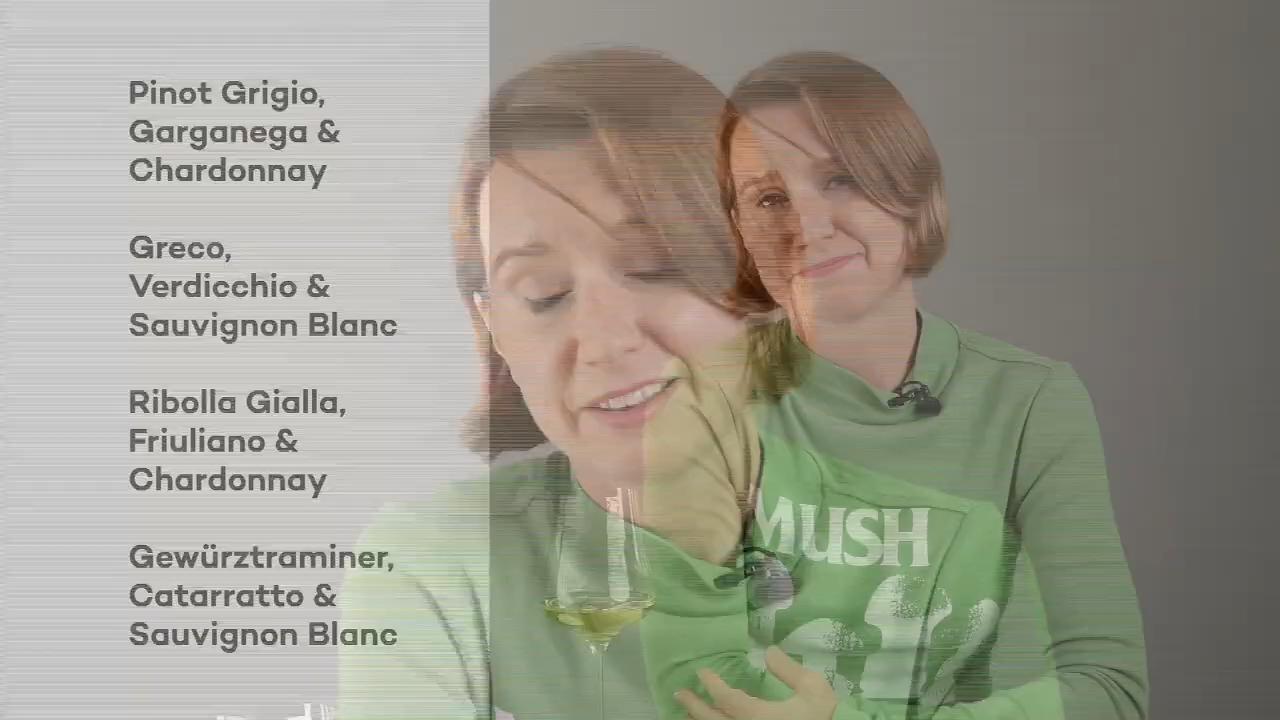 Pinot Grigio,
Garganega &
Chardonnay
Greco,
Verdicchio &
Sauvignon Blanc
Ribolla Gialla,
Friuliano &
Chardonnay
Gewürztraminer,
Catarratto &
Sauvignon Blanc
MUSH